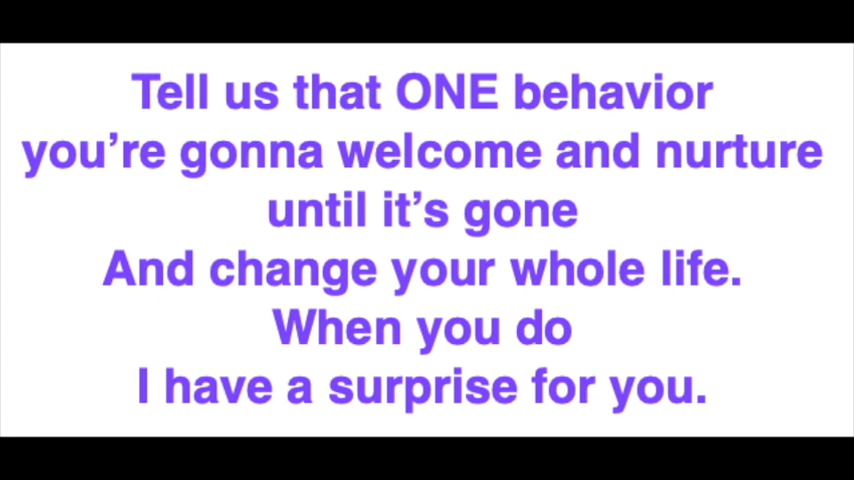 Tell us that ONE behavior
you’re gonna welcome and nurture
until it’s gone
And change your whole life.
When you do
I have a surprise for you.